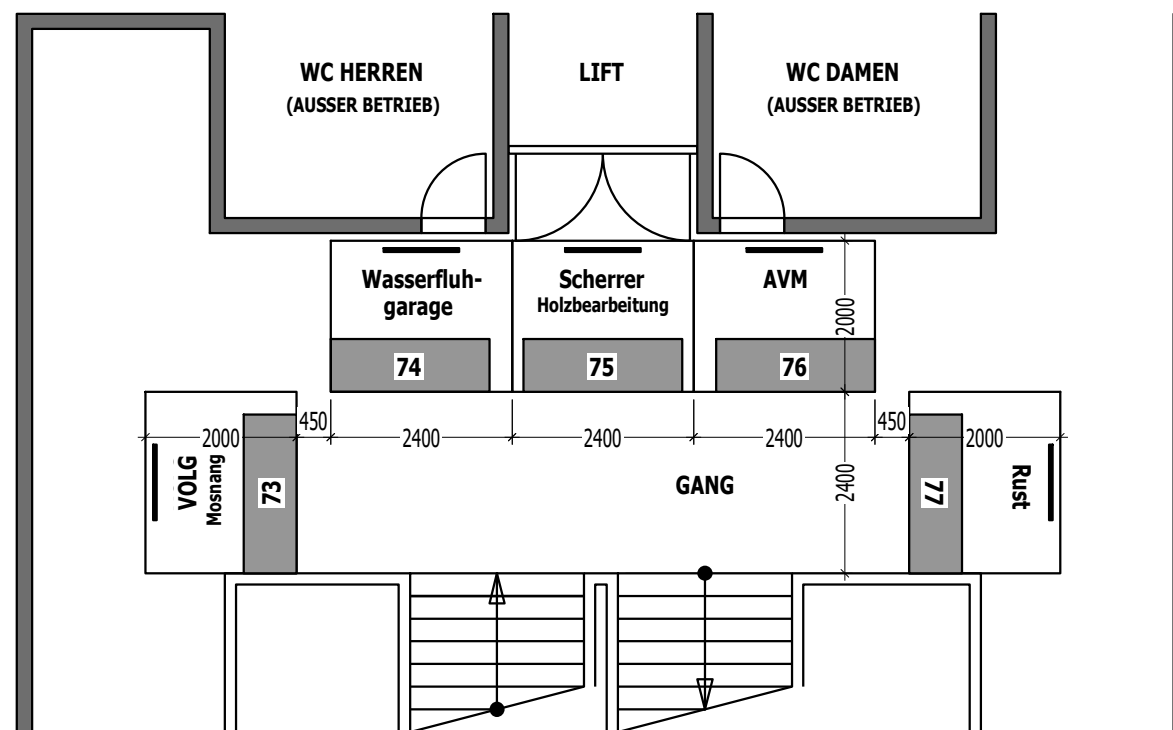 WC HERREN
(AUSSER BETRIEB)
LIFT
WC DAMEN
(AUSSER BETRIEB)
Wasserfluh-
garage
Scherrer
Holzbearbeitung
AVM
2000
74
75
76
2000
450
2400
2400
2400
450
2000
VOLG
Mosnang
73
GANG
2400
77
Rust